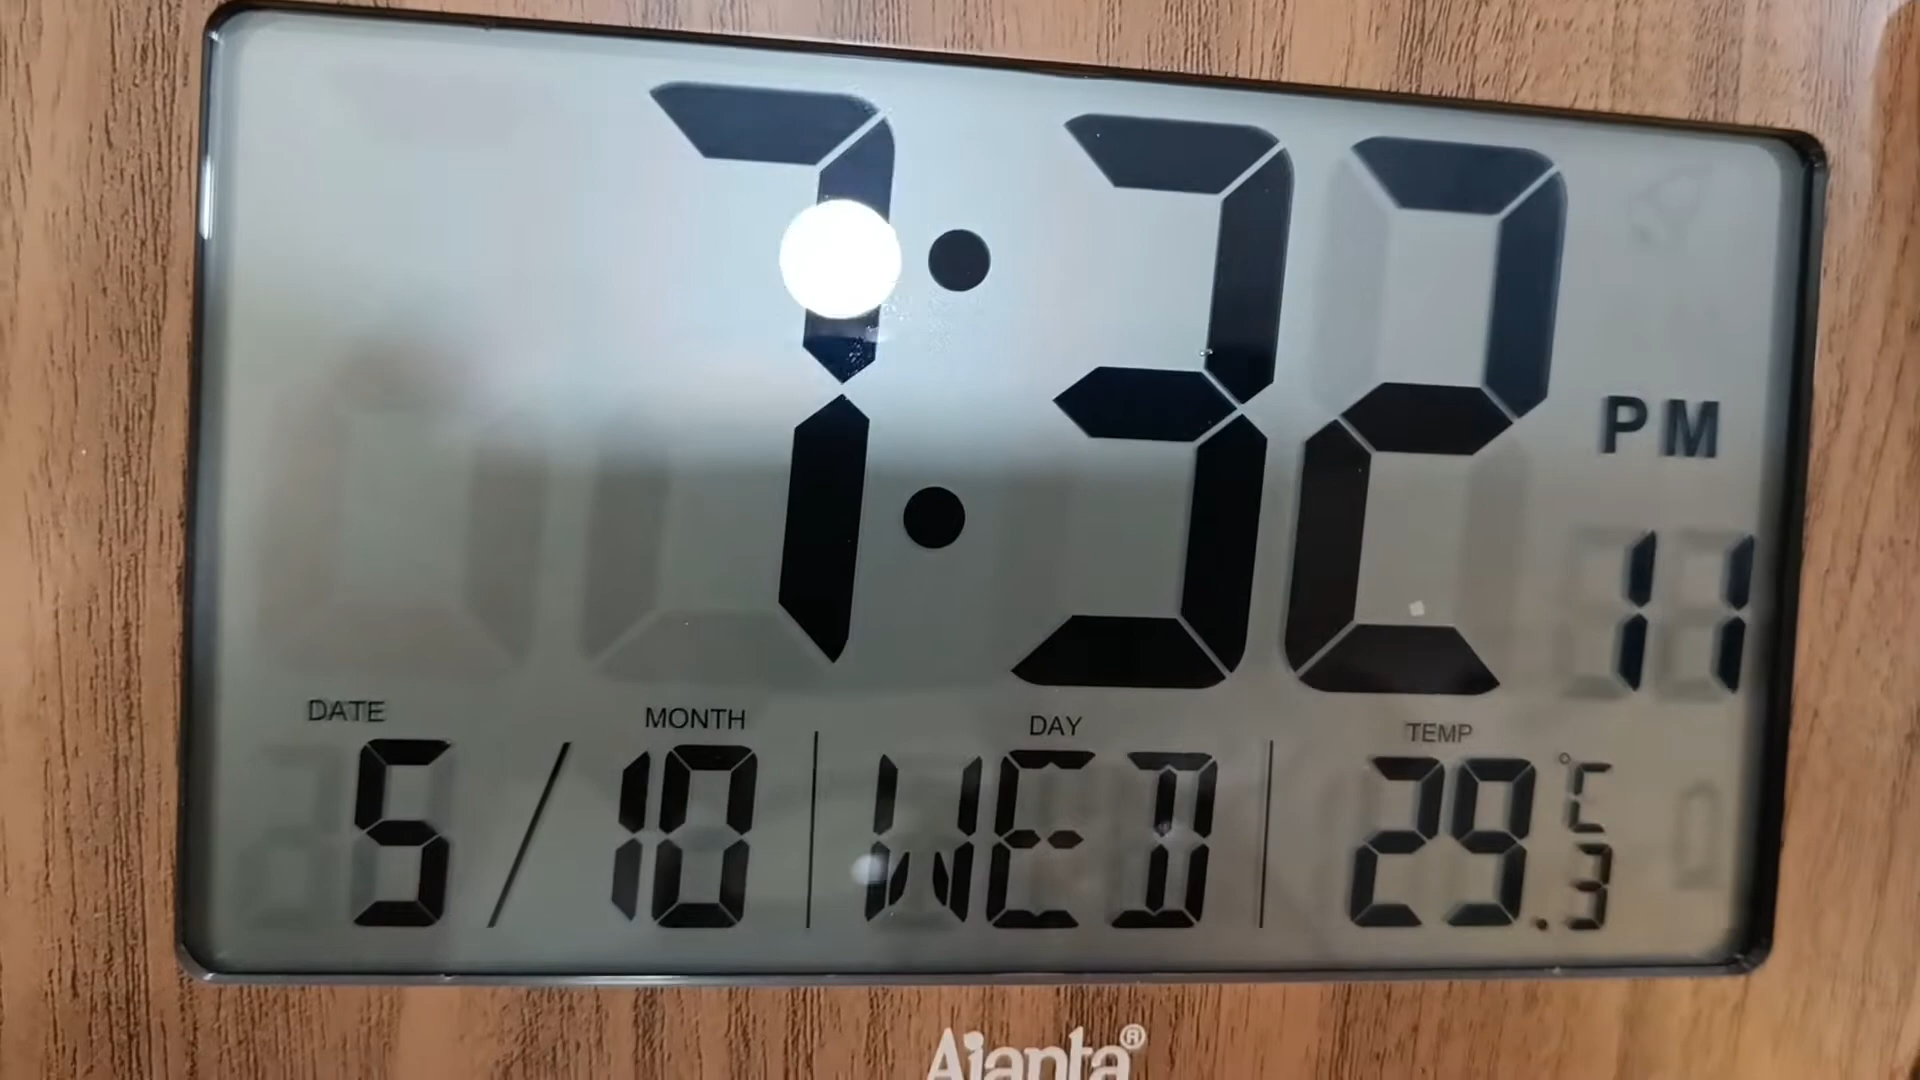 7:32
PM
11
DATE MONTH DAY TEMP
5/10 WED 29.3 °C
Ajanta®